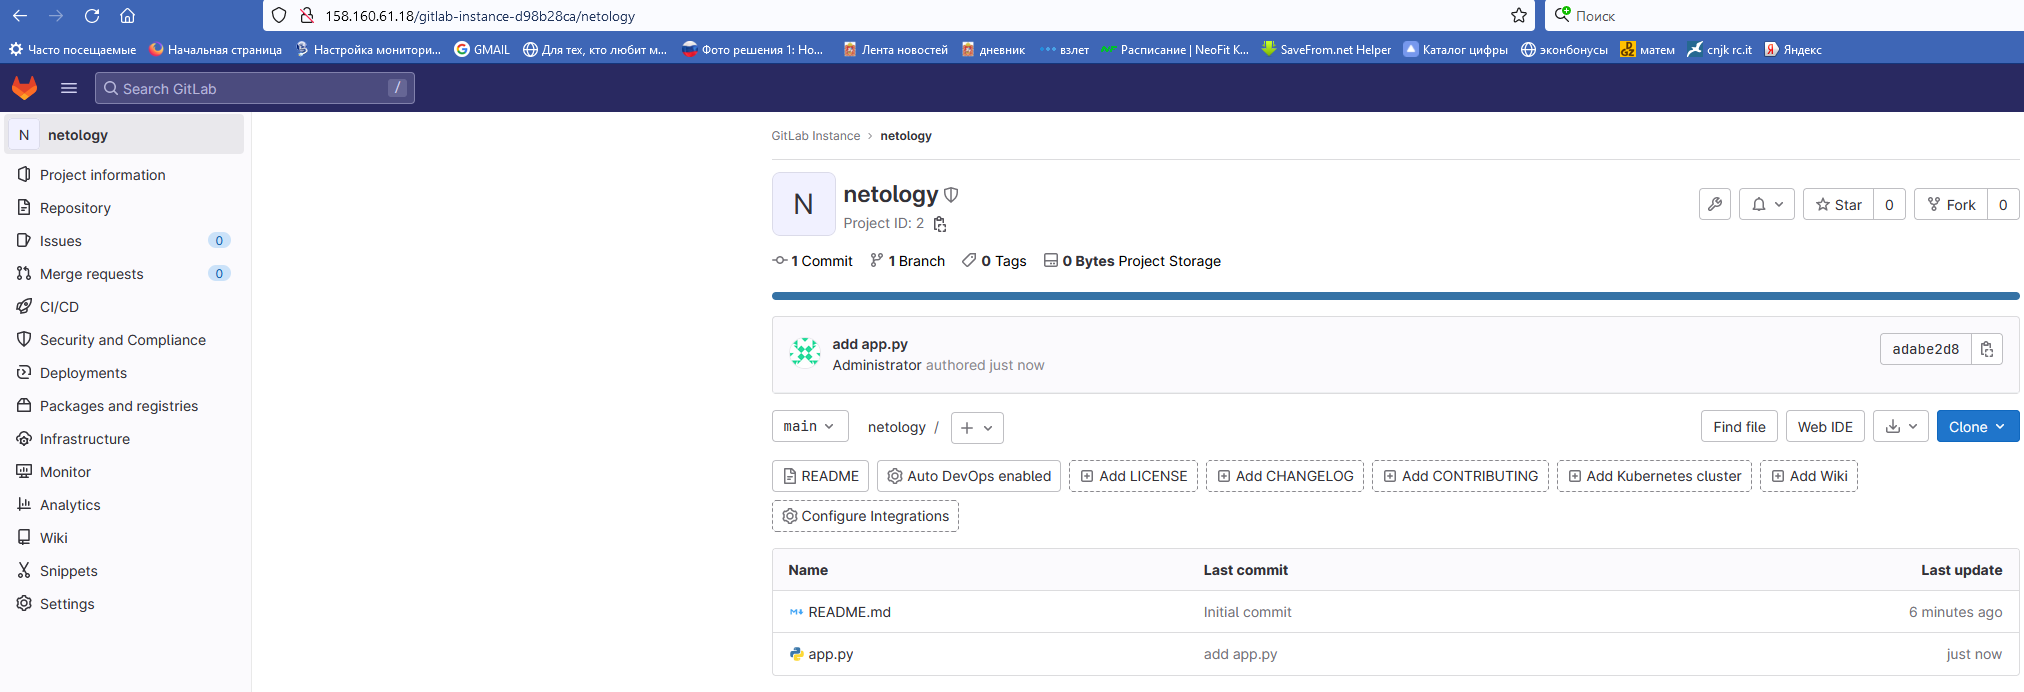 158.160.61.18/gitlab-instance-d98b28ca/netology
Поиск
Часто посещаемые Начальная страница Настройка монитори... GMAIL Для тех, кто любит м... Фото решения 1: Но... Лента новостей дневник взлет Расписание | NeoFit К... SaveFrom.net Helper Каталог цифры эконбонусы матем cnjk rc.it Яндекс
Search GitLab /
N netology
Project information
Repository
Issues 0
Merge requests 0
CI/CD
Security and Compliance
Deployments
Packages and registries
Infrastructure
Monitor
Analytics
Wiki
Snippets
Settings
GitLab Instance › netology
N
netology
Project ID: 2
Star 0 Fork 0
1 Commit 1 Branch 0 Tags 0 Bytes Project Storage
add app.py
Administrator authored just now
adabe2d8
main netology / +
Find file Web IDE Clone
README Auto DevOps enabled Add LICENSE Add CHANGELOG Add CONTRIBUTING Add Kubernetes cluster Add Wiki
Configure Integrations
Name Last commit Last update
README.md Initial commit 6 minutes ago
app.py add app.py just now